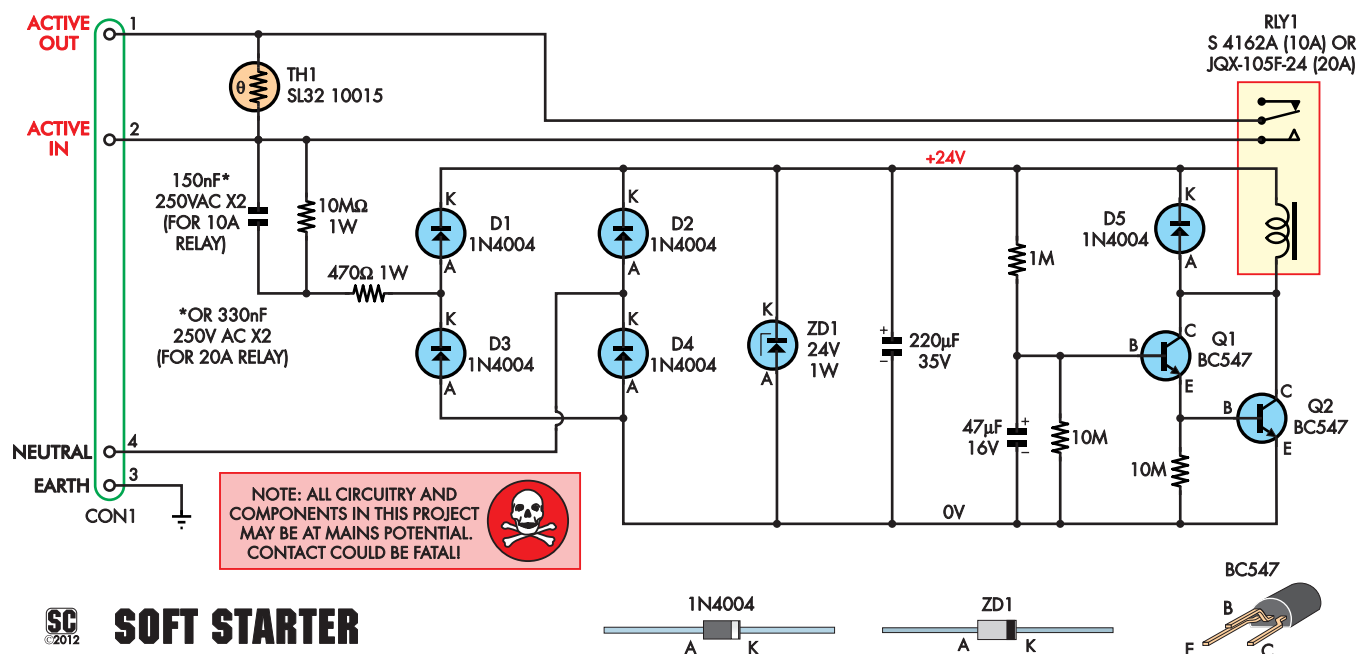 ACTIVE
OUT
1
TH1
SL32 10015
θ
RLY1
S 4162A (10A) OR
JQX-105F-24 (20A)
ACTIVE
IN
2
+24V
150nF*
250VAC X2
(FOR 10A
RELAY)
10MΩ
1W
470Ω 1W
*OR 330nF
250V AC X2
(FOR 20A RELAY)
K
D1
1N4004
A
K
D2
1N4004
A
K
D3
1N4004
A
K
D4
1N4004
A
K
ZD1
24V
1W
A
+
220µF
35V
–
1M
K
D5
1N4004
A
B
C
Q1
BC547
E
B
C
Q2
BC547
E
47µF
16V
+
–
10M
10M
NEUTRAL
4
EARTH
3
CON1
0V
NOTE: ALL CIRCUITRY AND
COMPONENTS IN THIS PROJECT
MAY BE AT MAINS POTENTIAL.
CONTACT COULD BE FATAL!
SC
©2012
SOFT STARTER
1N4004
A
K
ZD1
A
K
BC547
B
E
C